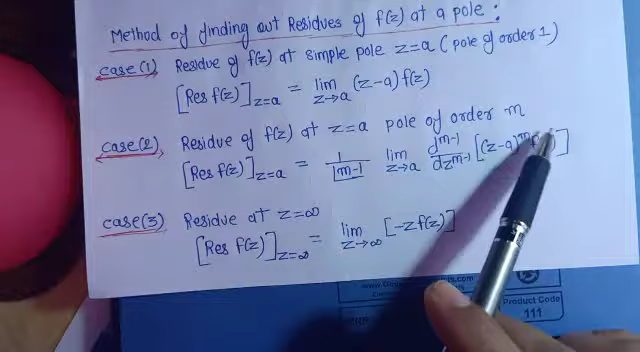 Method of finding out Residues of f(z) at a pole :
case(1) Residue of f(z) at simple pole z=a (pole of order 1)
[Res f(z)]z=a = lim z→a (z-a) f(z)
case(2) Residue of f(z) at z=a pole of order m
[Res f(z)]z=a = 1/|m-1 lim z→a d^m-1/dz^m-1 [(z-a)^m ]
case(3) Residue at z=∞
[Res f(z)]z=∞ = lim z→∞ [-z f(z)]
Product Code
111